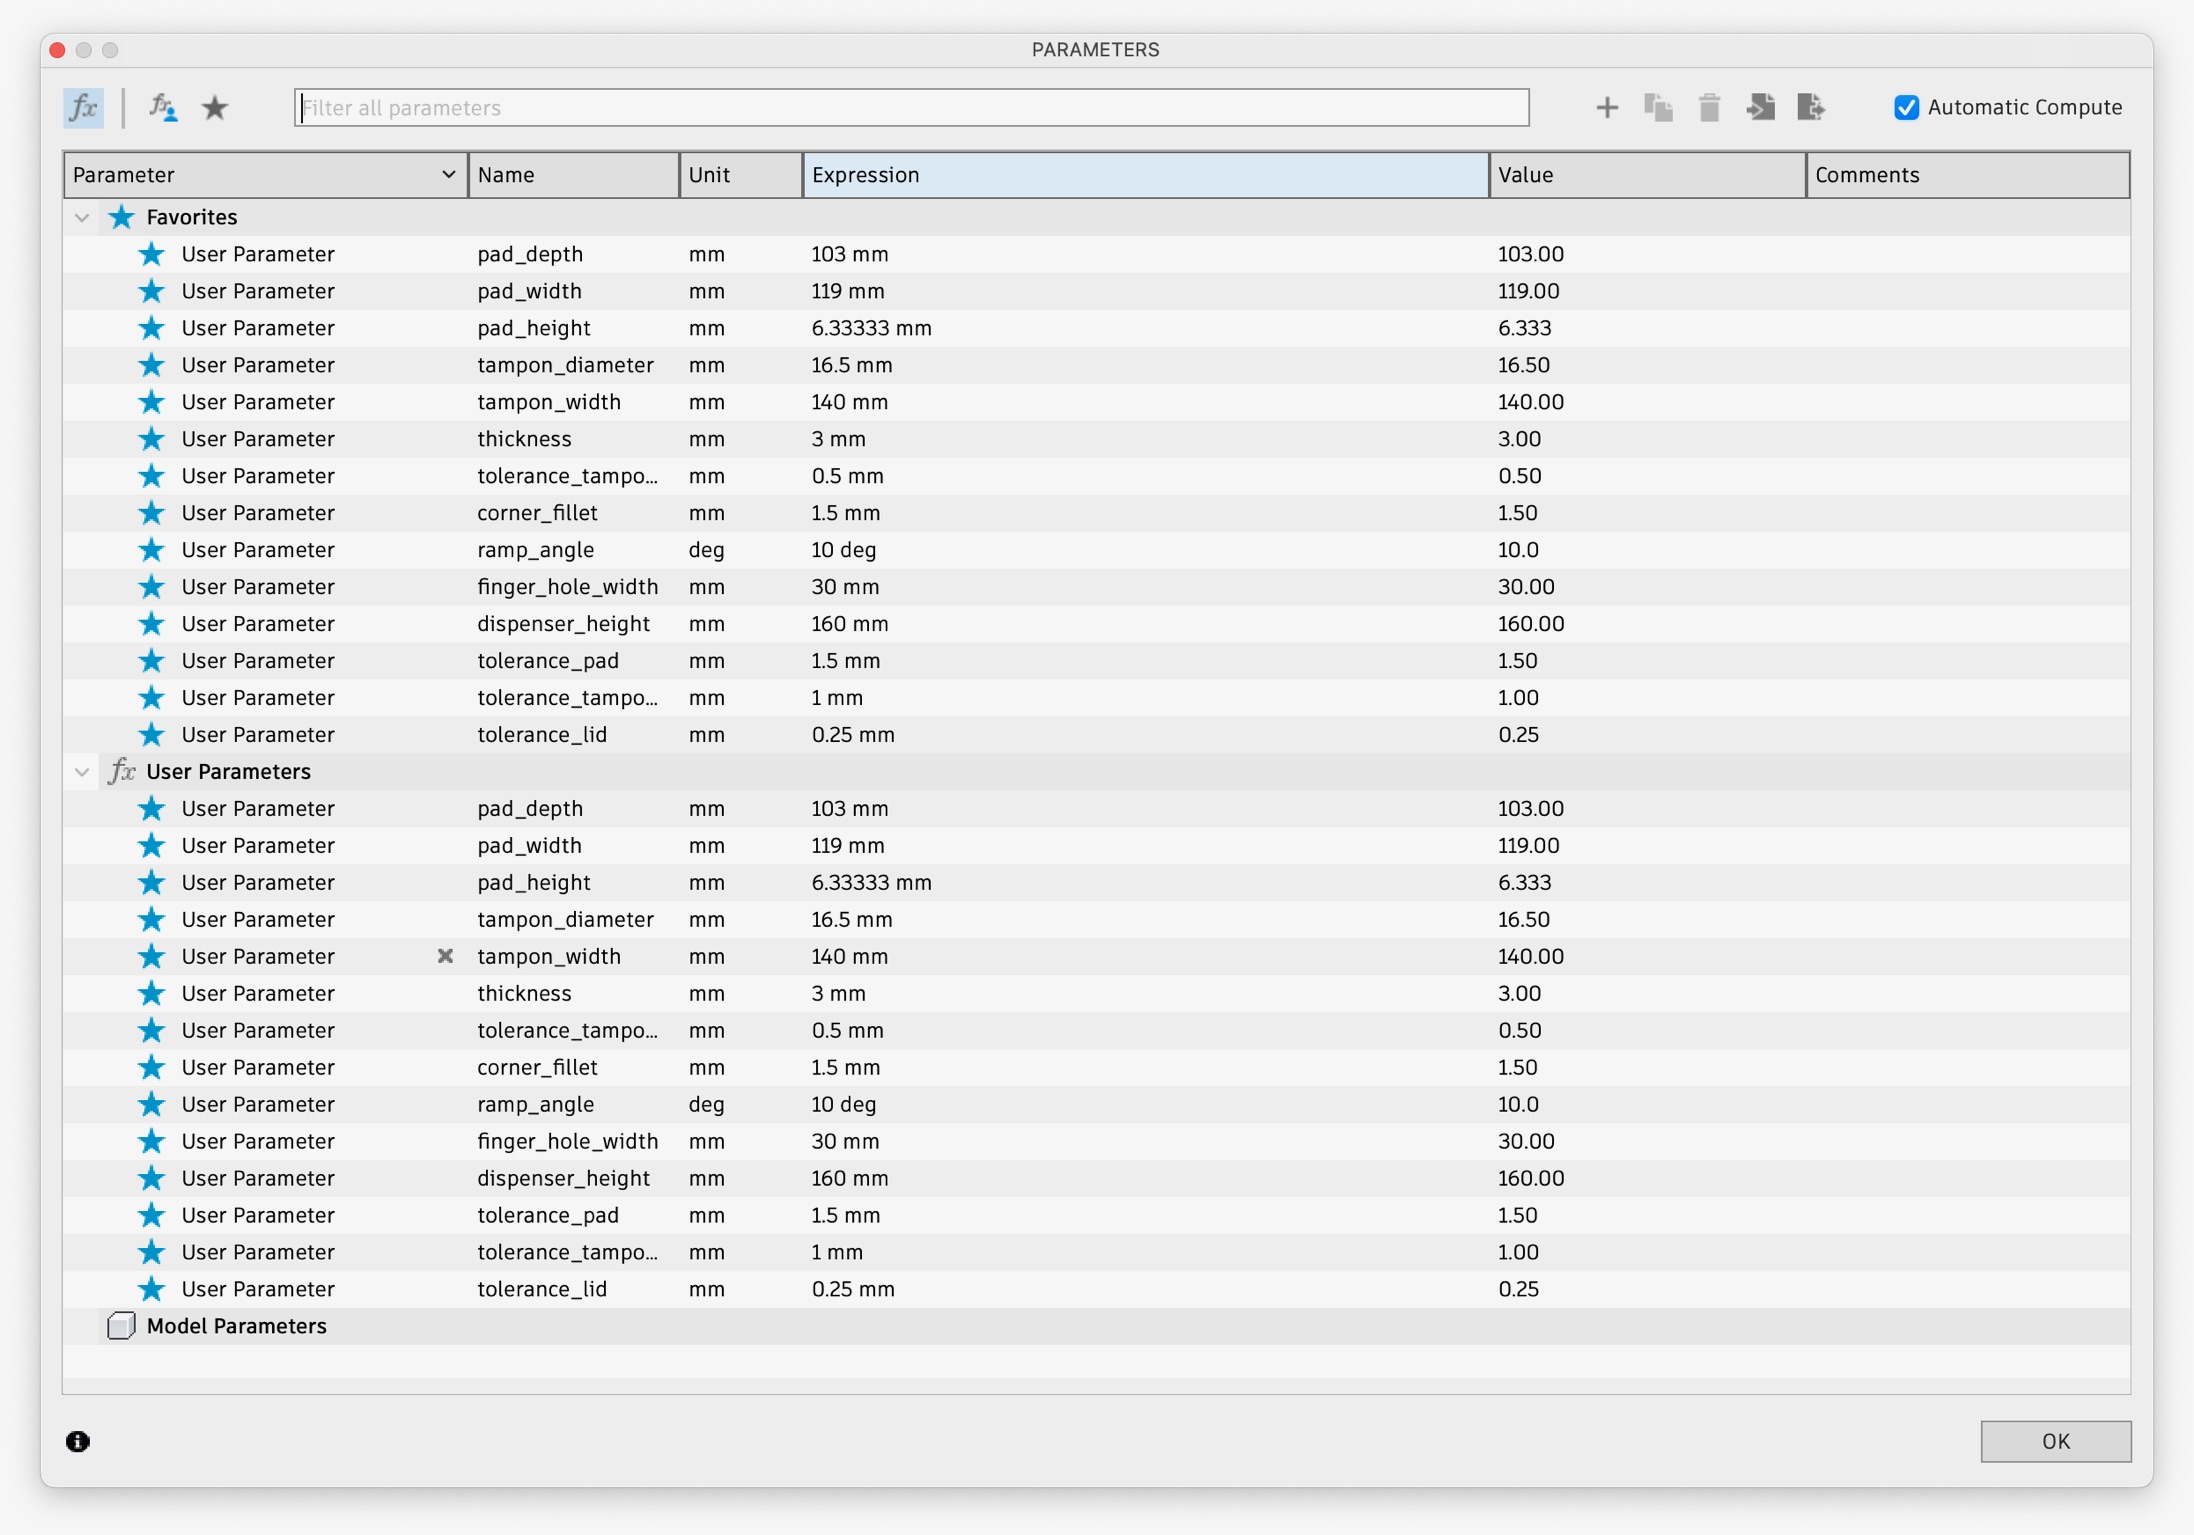 PARAMETERS
fx fx Filter all parameters Automatic Compute
Parameter Name Unit Expression Value Comments
Favorites
User Parameter pad_depth mm 103 mm 103.00
User Parameter pad_width mm 119 mm 119.00
User Parameter pad_height mm 6.33333 mm 6.333
User Parameter tampon_diameter mm 16.5 mm 16.50
User Parameter tampon_width mm 140 mm 140.00
User Parameter thickness mm 3 mm 3.00
User Parameter tolerance_tampo... mm 0.5 mm 0.50
User Parameter corner_fillet mm 1.5 mm 1.50
User Parameter ramp_angle deg 10 deg 10.0
User Parameter finger_hole_width mm 30 mm 30.00
User Parameter dispenser_height mm 160 mm 160.00
User Parameter tolerance_pad mm 1.5 mm 1.50
User Parameter tolerance_tampo... mm 1 mm 1.00
User Parameter tolerance_lid mm 0.25 mm 0.25
fx User Parameters
User Parameter pad_depth mm 103 mm 103.00
User Parameter pad_width mm 119 mm 119.00
User Parameter pad_height mm 6.33333 mm 6.333
User Parameter tampon_diameter mm 16.5 mm 16.50
User Parameter tampon_width mm 140 mm 140.00
User Parameter thickness mm 3 mm 3.00
User Parameter tolerance_tampo... mm 0.5 mm 0.50
User Parameter corner_fillet mm 1.5 mm 1.50
User Parameter ramp_angle deg 10 deg 10.0
User Parameter finger_hole_width mm 30 mm 30.00
User Parameter dispenser_height mm 160 mm 160.00
User Parameter tolerance_pad mm 1.5 mm 1.50
User Parameter tolerance_tampo... mm 1 mm 1.00
User Parameter tolerance_lid mm 0.25 mm 0.25
Model Parameters
OK